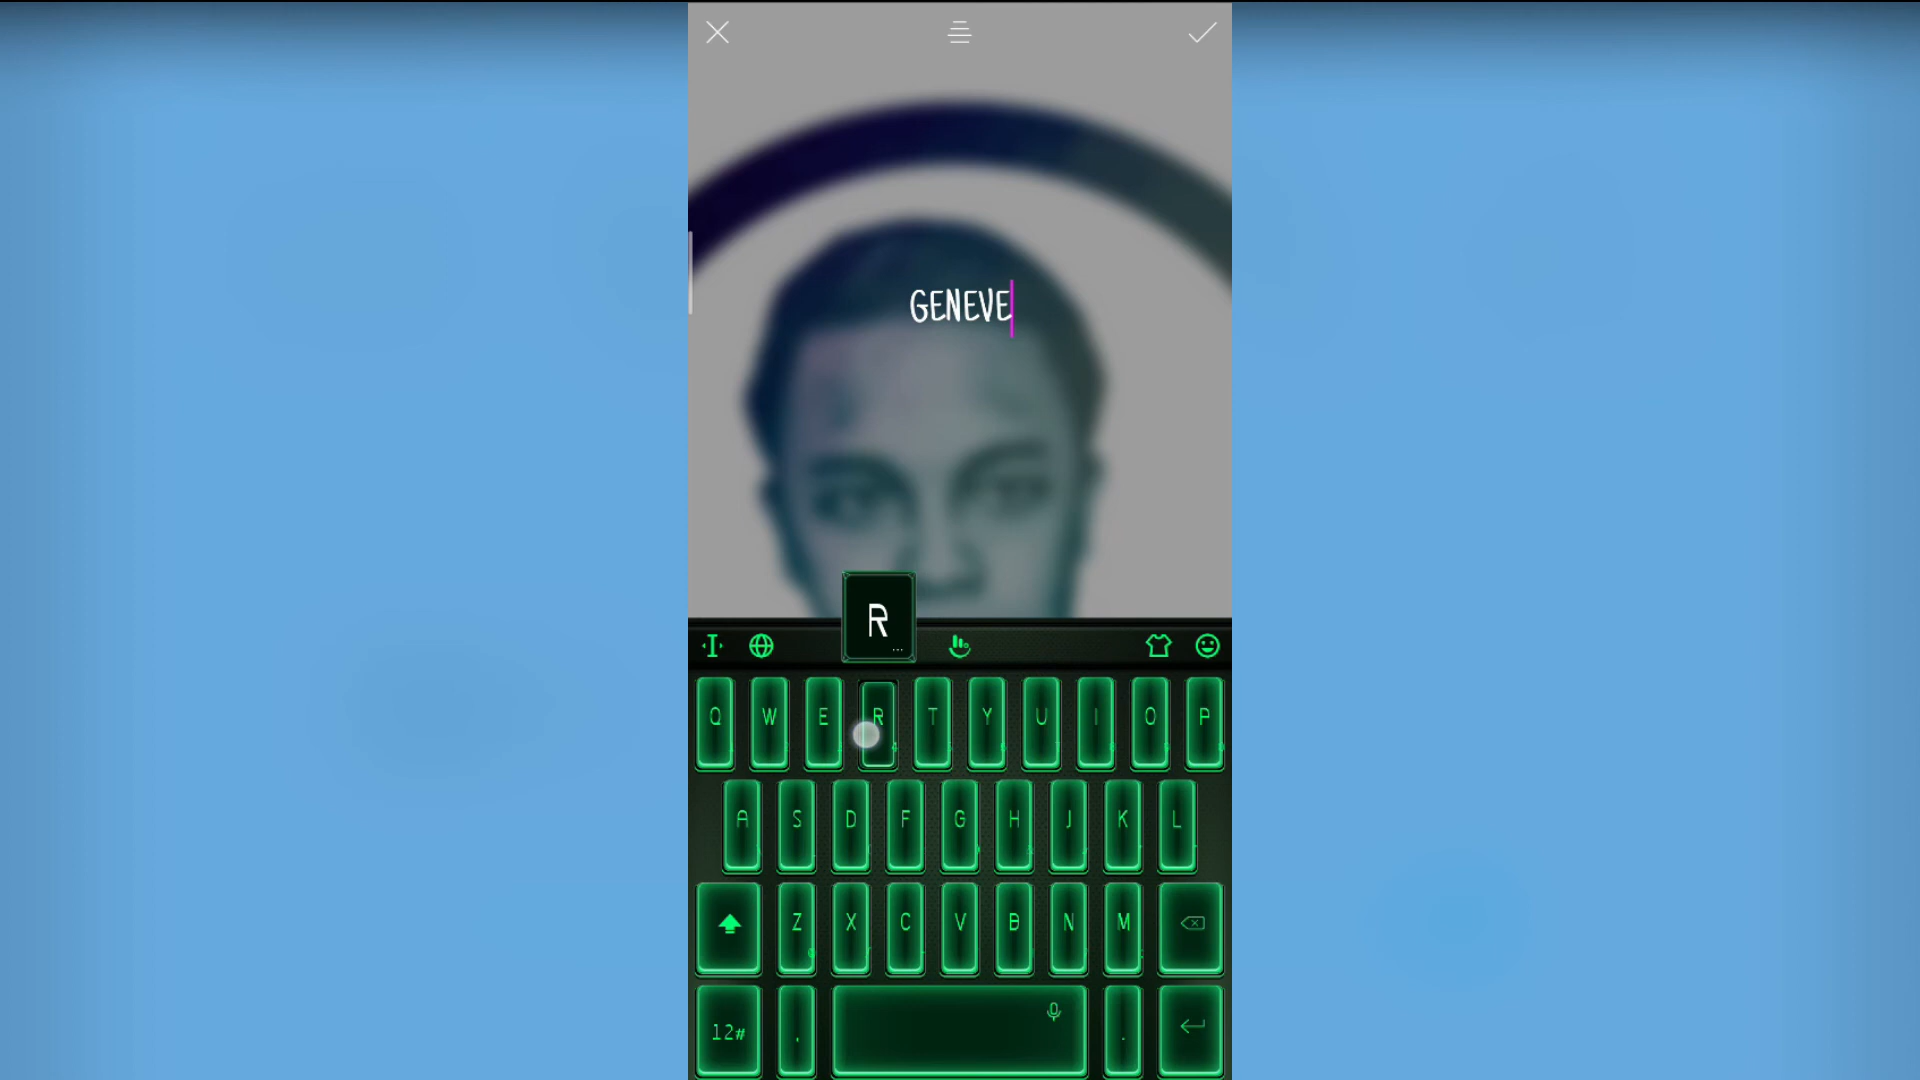 GENEVE
R
Q W E R T Y U I O P
A S D F G H J K L
Z X C V B N M
12# , .